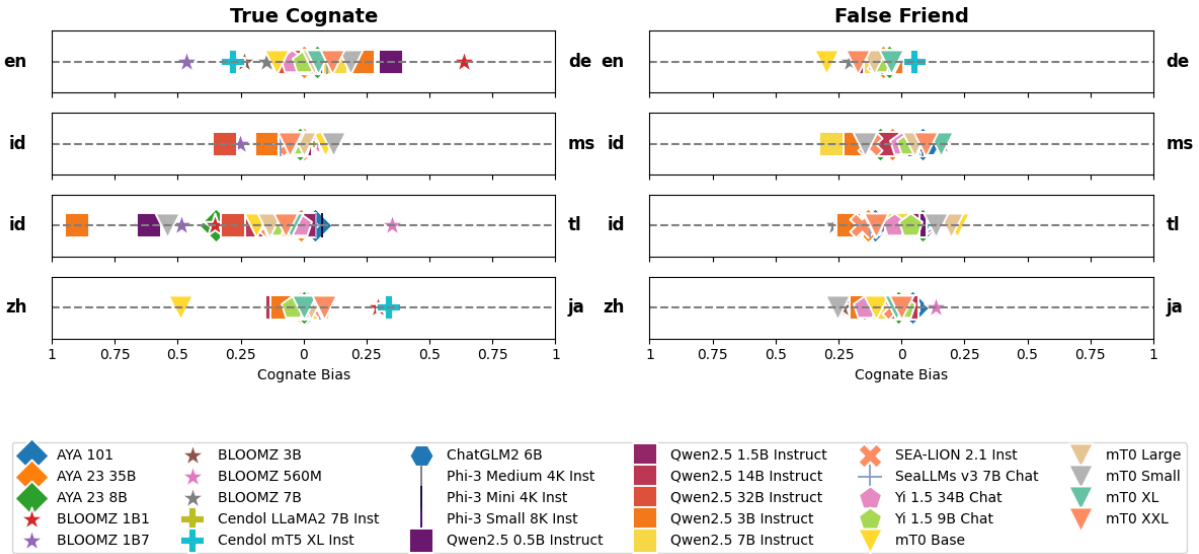 True Cognate
False Friend
en
de
en
de
id
ms
id
ms
id
tl
id
tl
zh
ja
zh
ja
1 0.75 0.5 0.25 0 0.25 0.5 0.75 1
1 0.75 0.5 0.25 0 0.25 0.5 0.75 1
Cognate Bias
Cognate Bias
AYA 101
AYA 23 35B
AYA 23 8B
BLOOMZ 1B1
BLOOMZ 1B7
BLOOMZ 3B
BLOOMZ 560M
BLOOMZ 7B
Cendol LLaMA2 7B Inst
Cendol mT5 XL Inst
ChatGLM2 6B
Phi-3 Medium 4K Inst
Phi-3 Mini 4K Inst
Phi-3 Small 8K Inst
Qwen2.5 0.5B Instruct
Qwen2.5 1.5B Instruct
Qwen2.5 14B Instruct
Qwen2.5 32B Instruct
Qwen2.5 3B Instruct
Qwen2.5 7B Instruct
SEA-LION 2.1 Inst
SeaLLMs v3 7B Chat
Yi 1.5 34B Chat
Yi 1.5 9B Chat
mT0 Base
mT0 Large
mT0 Small
mT0 XL
mT0 XXL